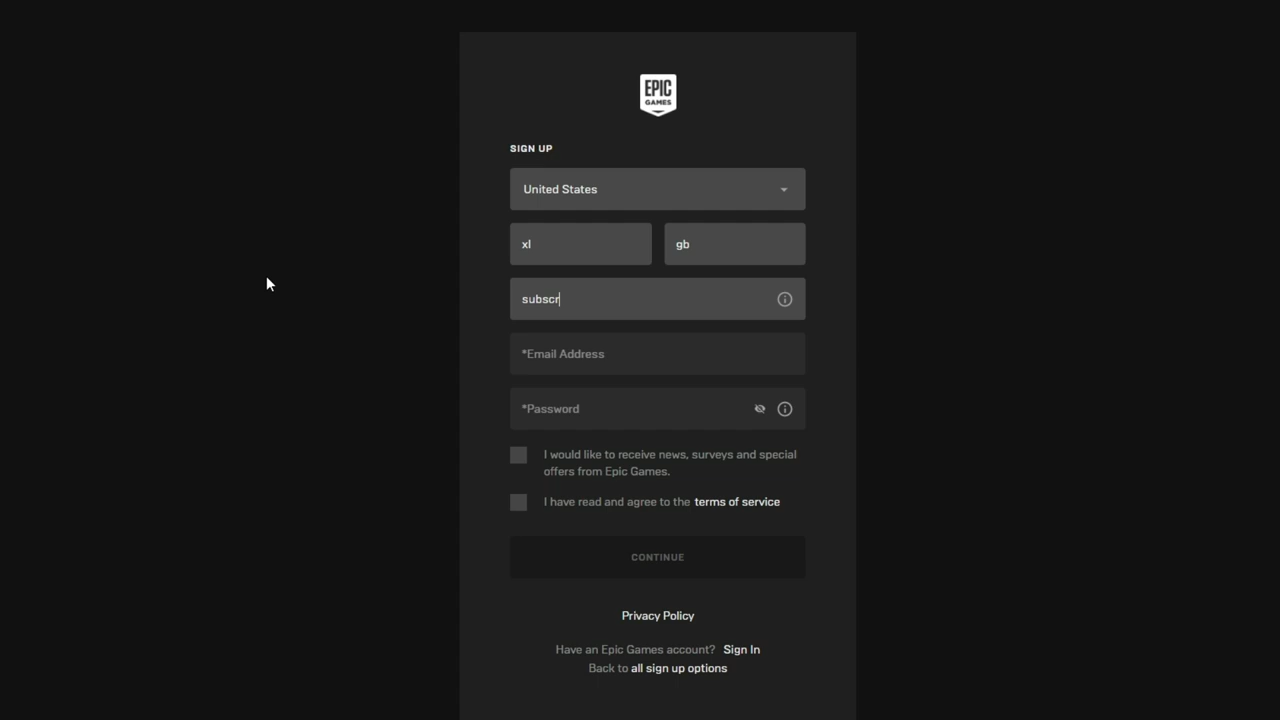 EPIC
GAMES
SIGN UP
United States
xl
gb
subscr
*Email Address
*Password
I would like to receive news, surveys and special
offers from Epic Games.
I have read and agree to the terms of service
CONTINUE
Privacy Policy
Have an Epic Games account? Sign In
Back to all sign up options